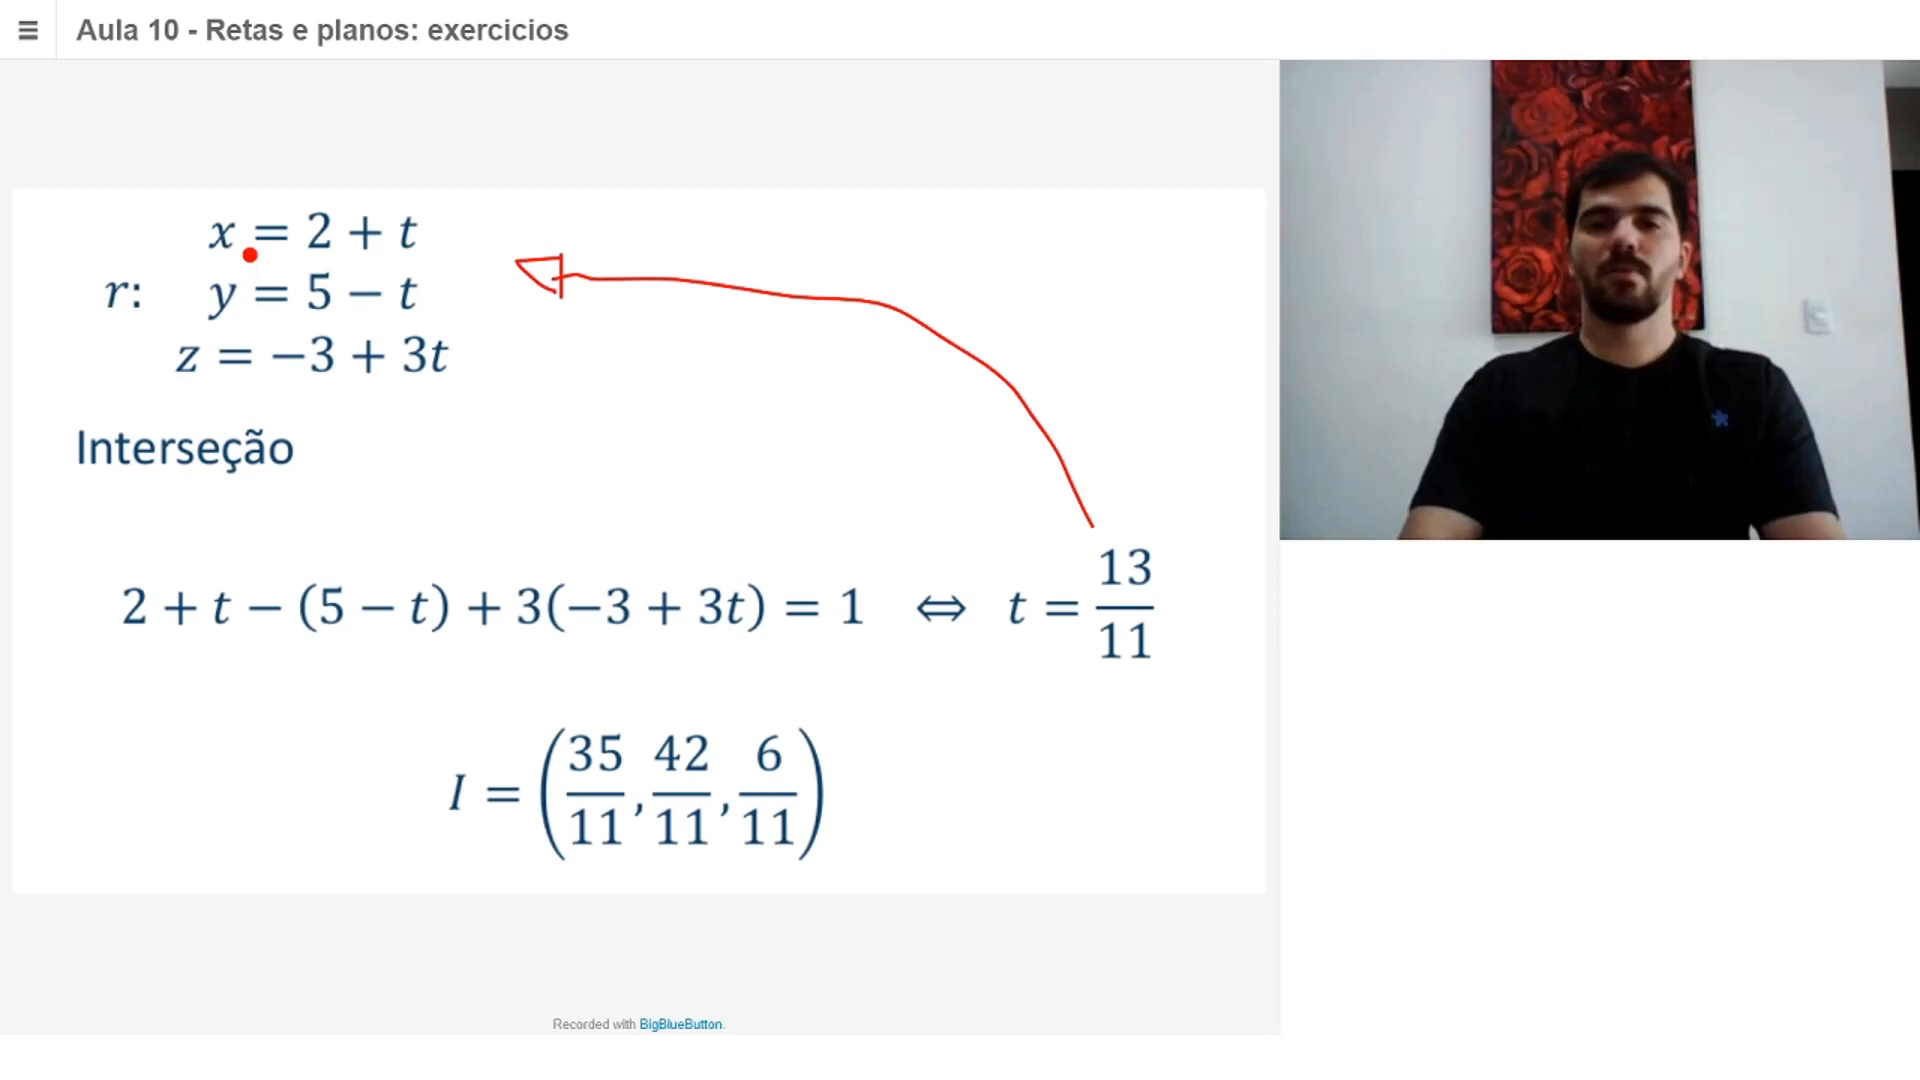 Aula 10 - Retas e planos: exercicios
x = 2 + t
r: y = 5 − t
z = −3 + 3t
Interseção
2 + t − (5 − t) + 3(−3 + 3t) = 1 ⇔ t = 13/11
I = (35/11, 42/11, 6/11)
Recorded with BigBlueButton.